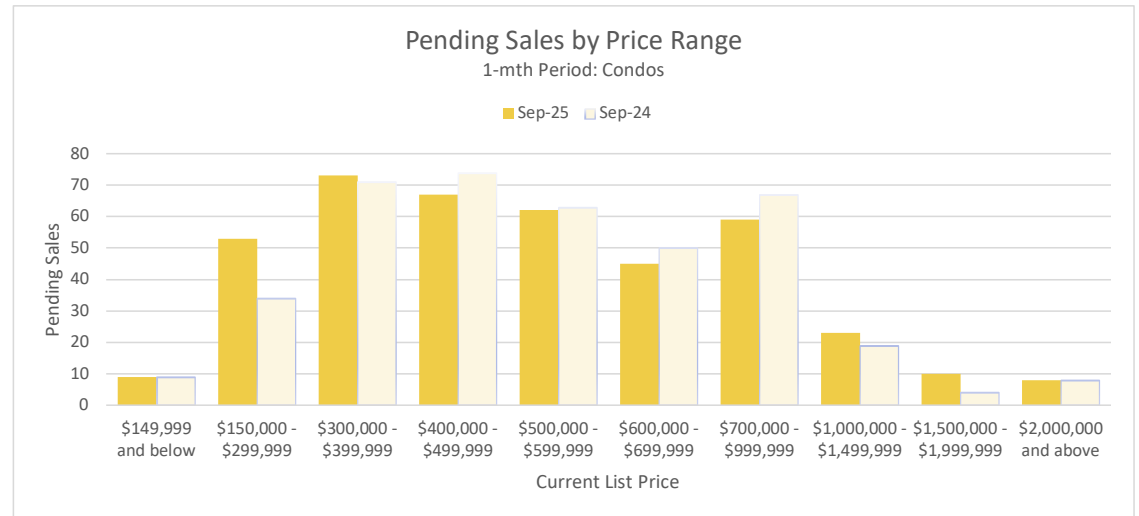 Pending Sales by Price Range
1-mth Period: Condos
Sep-25 Sep-24
Pending Sales
80
70
60
50
40
30
20
10
0
$149,999 and below
$150,000 - $299,999
$300,000 - $399,999
$400,000 - $499,999
$500,000 - $599,999
$600,000 - $699,999
$700,000 - $999,999
$1,000,000 - $1,499,999
$1,500,000 - $1,999,999
$2,000,000 and above
Current List Price